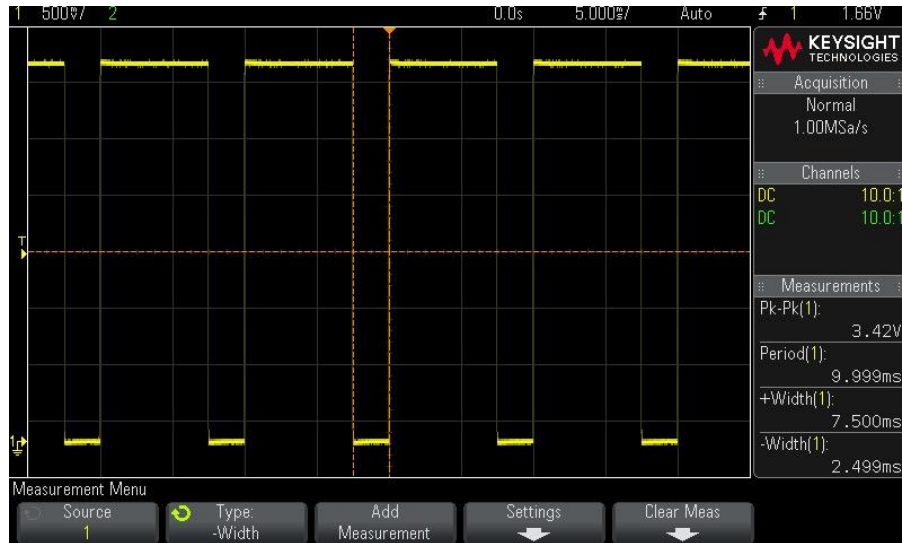 1 500▽/ 2 0.0s 5.000ms/ Auto 1 1.66V
KEYSIGHT
TECHNOLOGIES
Acquisition
Normal
1.00MSa/s
Channels
DC 10.0:1
DC 10.0:1
T
Measurements
Pk-Pk(1):
3.42V
Period(1):
9.999ms
+Width(1):
7.500ms
1
-Width(1):
2.499ms
Measurement Menu
Source Type: Add Settings Clear Meas
1 -Width Measurement